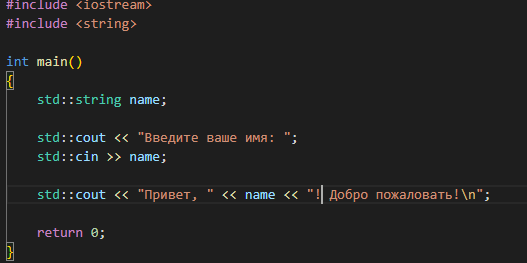 #include <iostream>
#include <string>
int main()
{
std::string name;
std::cout << "Введите ваше имя: ";
std::cin >> name;
std::cout << "Привет, " << name << "! Добро пожаловать!\n";
return 0;
}